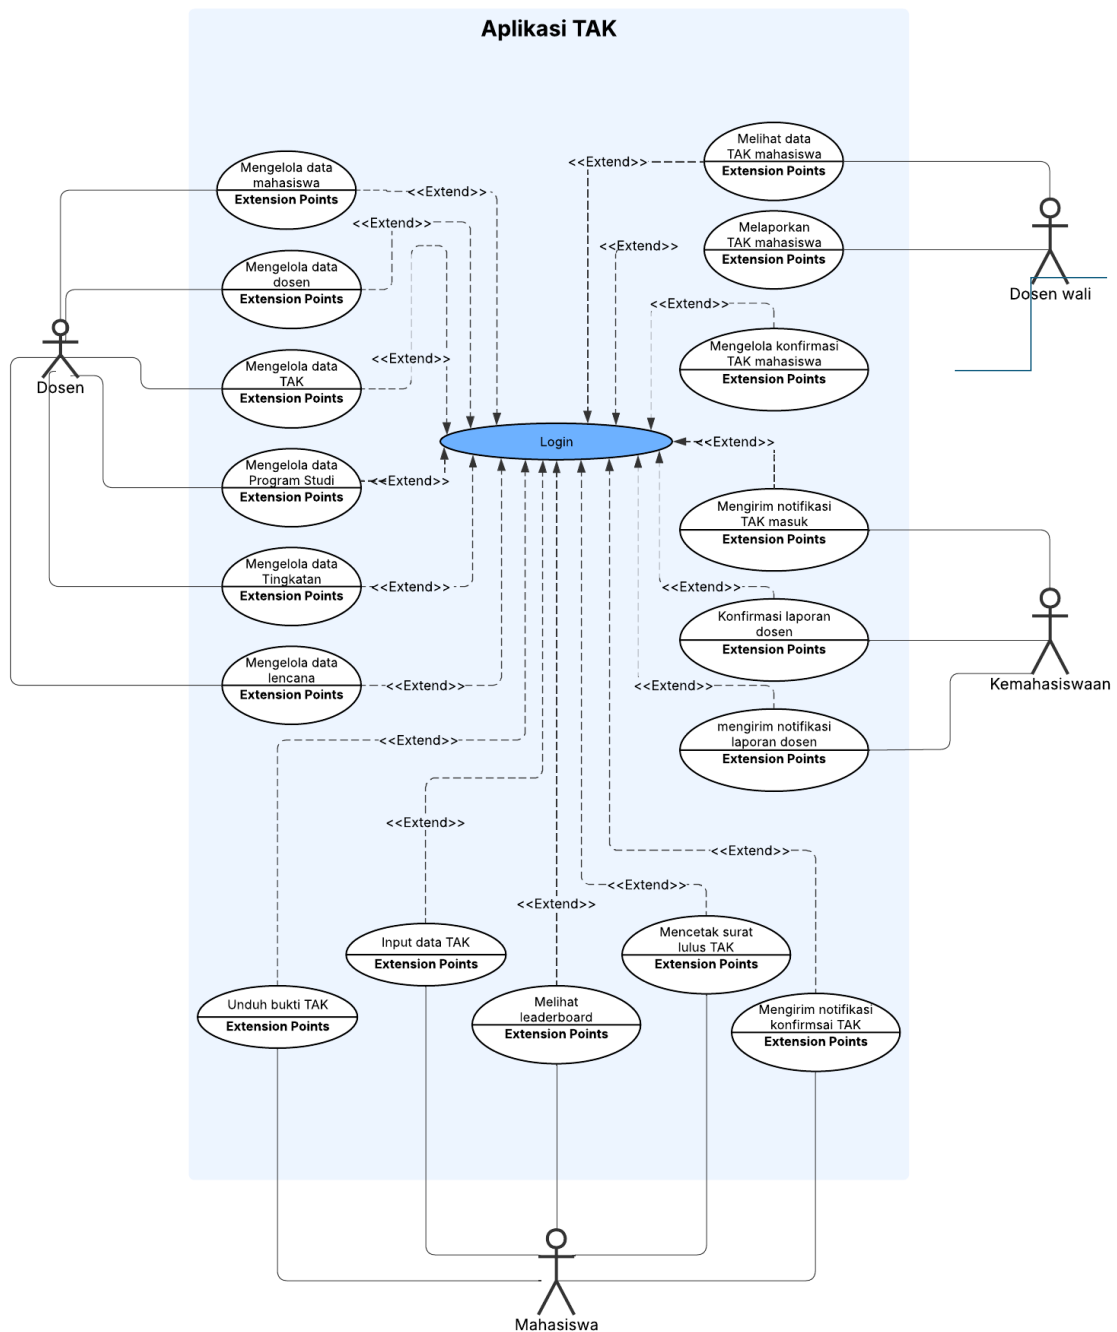 Aplikasi TAK
Mengelola data
mahasiswa
Extension Points
<<Extend>>
<<Extend>>
Mengelola data
dosen
Extension Points
<<Extend>>
Mengelola data
TAK
Extension Points
Mengelola data
Program Studi
Extension Points
<<Extend>>
Mengelola data
Tingkatan
Extension Points
<<Extend>>
Mengelola data
lencana
Extension Points
<<Extend>>
Dosen
Login
<<Extend>>
Melihat data
TAK mahasiswa
Extension Points
<<Extend>>
Melaporkan
TAK mahasiswa
Extension Points
Dosen wali
<<Extend>>
Mengelola konfirmasi
TAK mahasiswa
Extension Points
<<Extend>>
Mengirim notifikasi
TAK masuk
Extension Points
<<Extend>>
Konfirmasi laporan
dosen
Extension Points
Kemahasiswaan
<<Extend>>
mengirim notifikasi
laporan dosen
Extension Points
<<Extend>>
<<Extend>>
<<Extend>>
<<Extend>>
<<Extend>>
Input data TAK
Extension Points
Mencetak surat
lulus TAK
Extension Points
Unduh bukti TAK
Extension Points
Melihat
leaderboard
Extension Points
Mengirim notifikasi
konfirmsai TAK
Extension Points
Mahasiswa